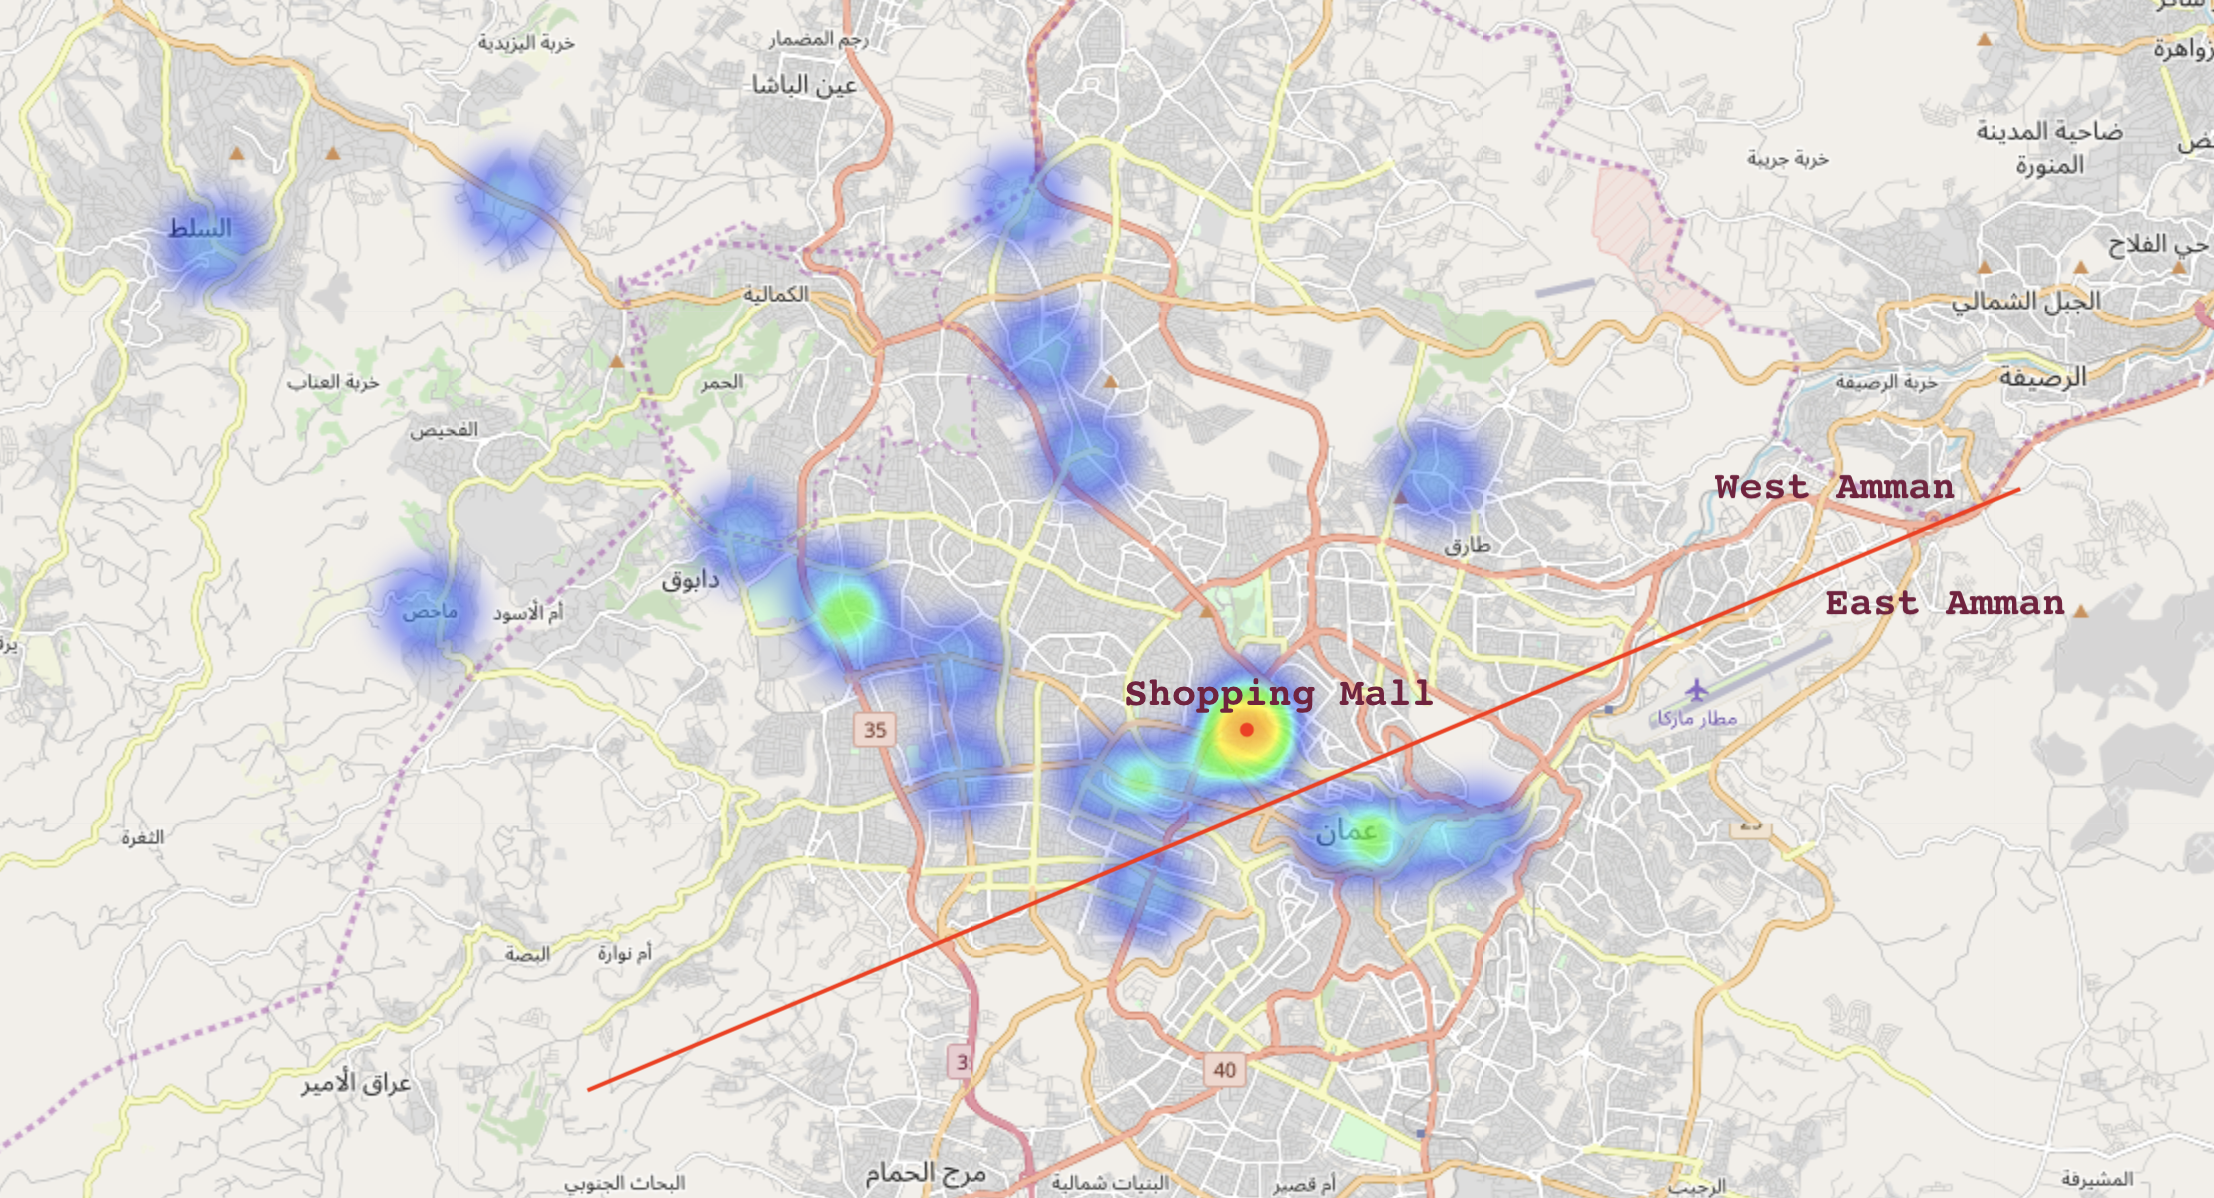 خربة اليزيدية
رجم المضمار
عين الباشا
زواهرة
ضاحية المدينة
المنورة
خربة جريبة
السلط
حي الفلاح
الكمالية
الجبل الشمالي
خربة العناب
الحمر
خربة الرصيفة
الرصيفة
الفحيص
West Amman
طارق
دابوق
أم الأسود
ماحص
East Amman
Shopping Mall
مطار ماركا
35
عمان
الثغرة
البصة
أم نوارة
3
40
عراق الأمير
مرج الحمام
البحاث الجنوبي
البنيات شمالية
أم قصير
الرجيب
المشيرفة